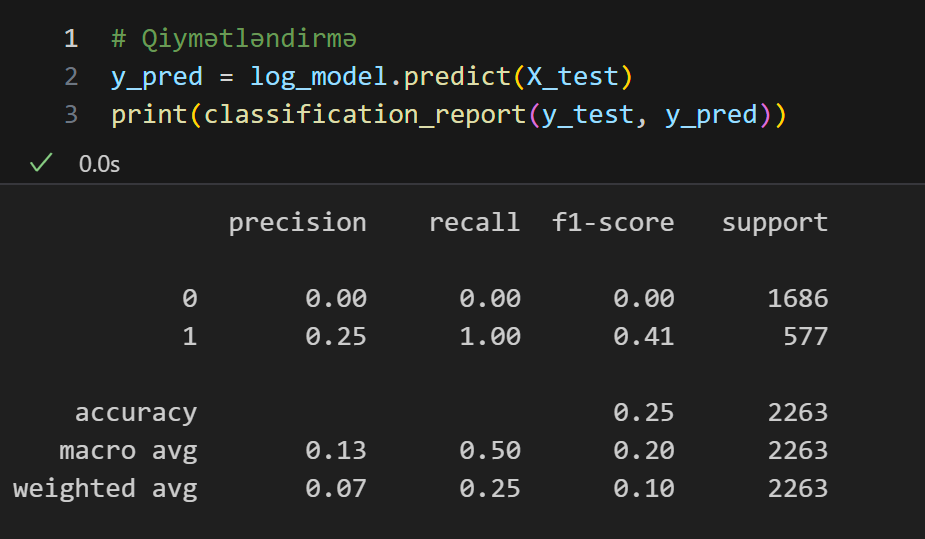 1 # Qiymətləndirmə
2 y_pred = log_model.predict(X_test)
3 print(classification_report(y_test, y_pred))
✓ 0.0s
precision recall f1-score support
0 0.00 0.00 0.00 1686
1 0.25 1.00 0.41 577
accuracy 0.25 2263
macro avg 0.13 0.50 0.20 2263
weighted avg 0.07 0.25 0.10 2263